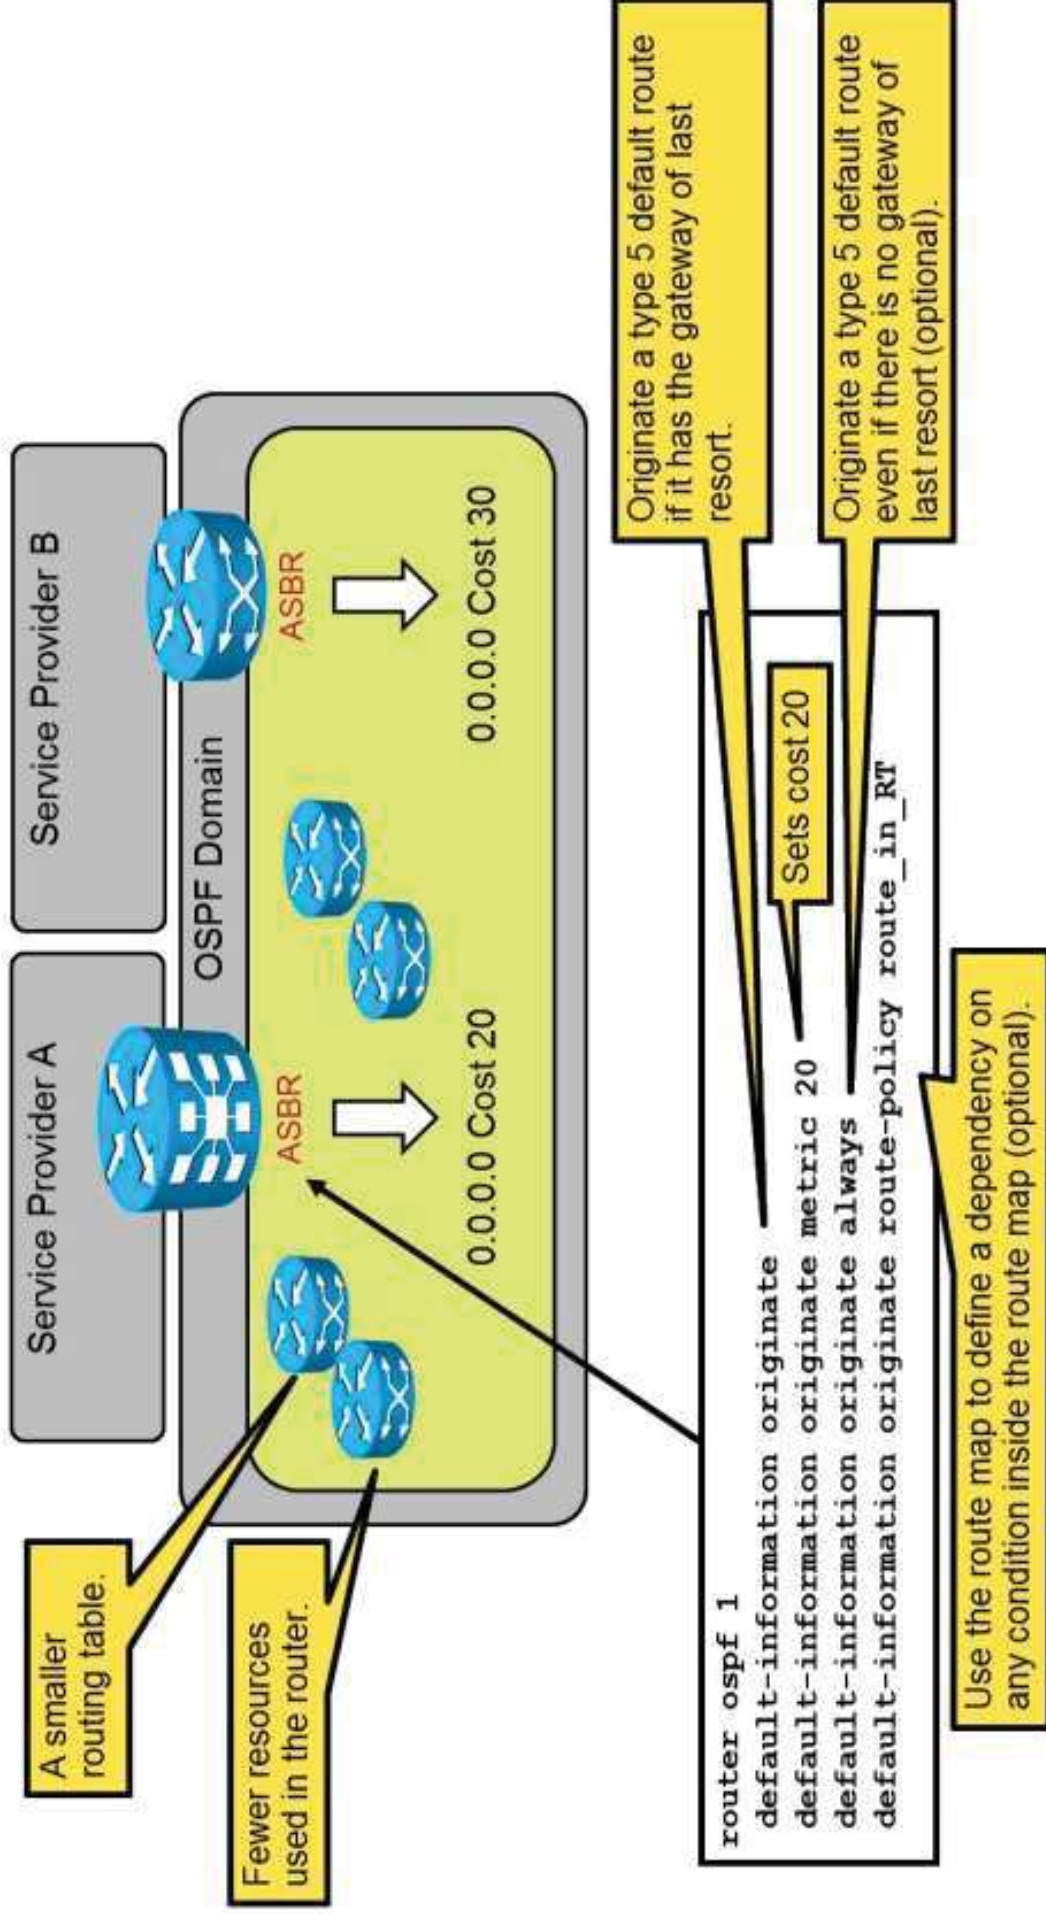 Service Provider A
Service Provider B
OSPF Domain
A smaller
routing table.
Fewer resources
used in the router.
ASBR
ASBR
0.0.0.0 Cost 20
0.0.0.0 Cost 30
router ospf 1
default-information originate
default-information originate metric 20
default-information originate always
default-information originate route-policy route_in_RT
Originate a type 5 default route
if it has the gateway of last
resort.
Sets cost 20
Originate a type 5 default route
even if there is no gateway of
last resort (optional).
Use the route map to define a dependency on
any condition inside the route map (optional).